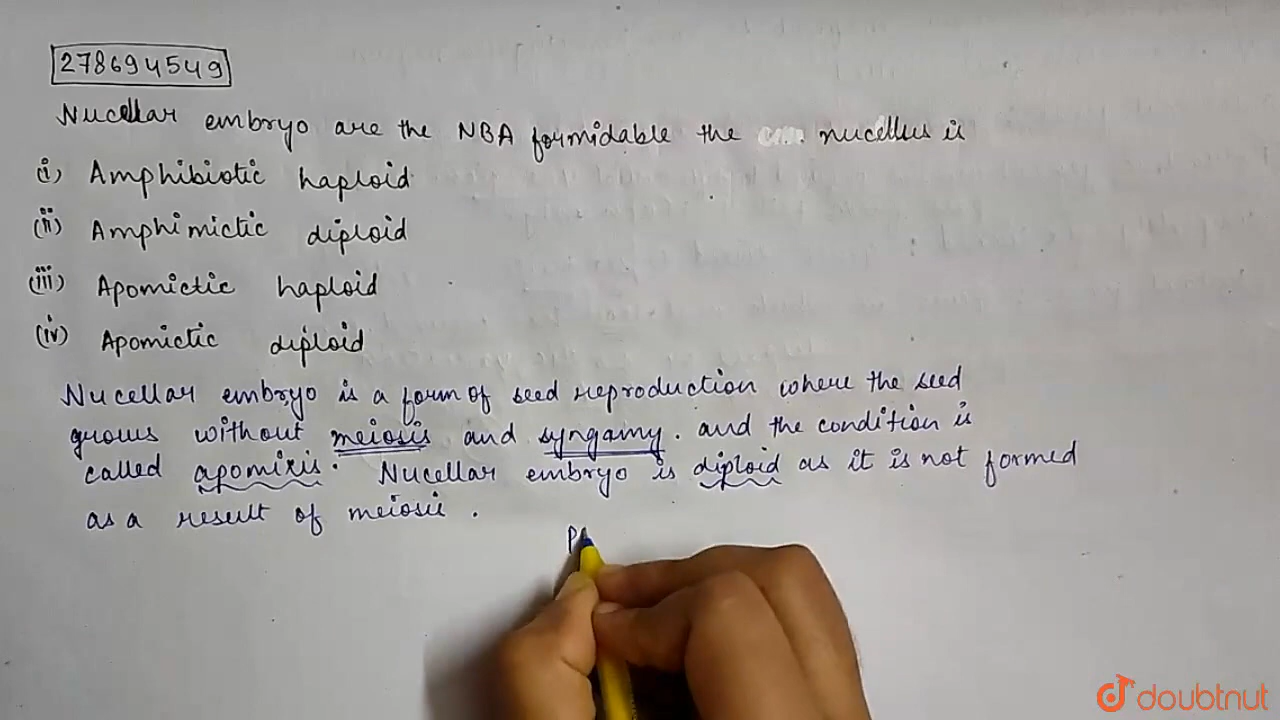 278694549
Nucellar embryo are the NBA formidable the nucellus is
(i) Amphibiotic haploid
(ii) Amphimictic diploid
(iii) Apomictic haploid
(iv) Apomictic diploid
Nucellar embryo is a form of seed reproduction where the seed
grows without meiosis and syngamy. and the condition is
called apomixis. Nucellar embryo is diploid as it is not formed
as a result of meiosis.
doubtnut